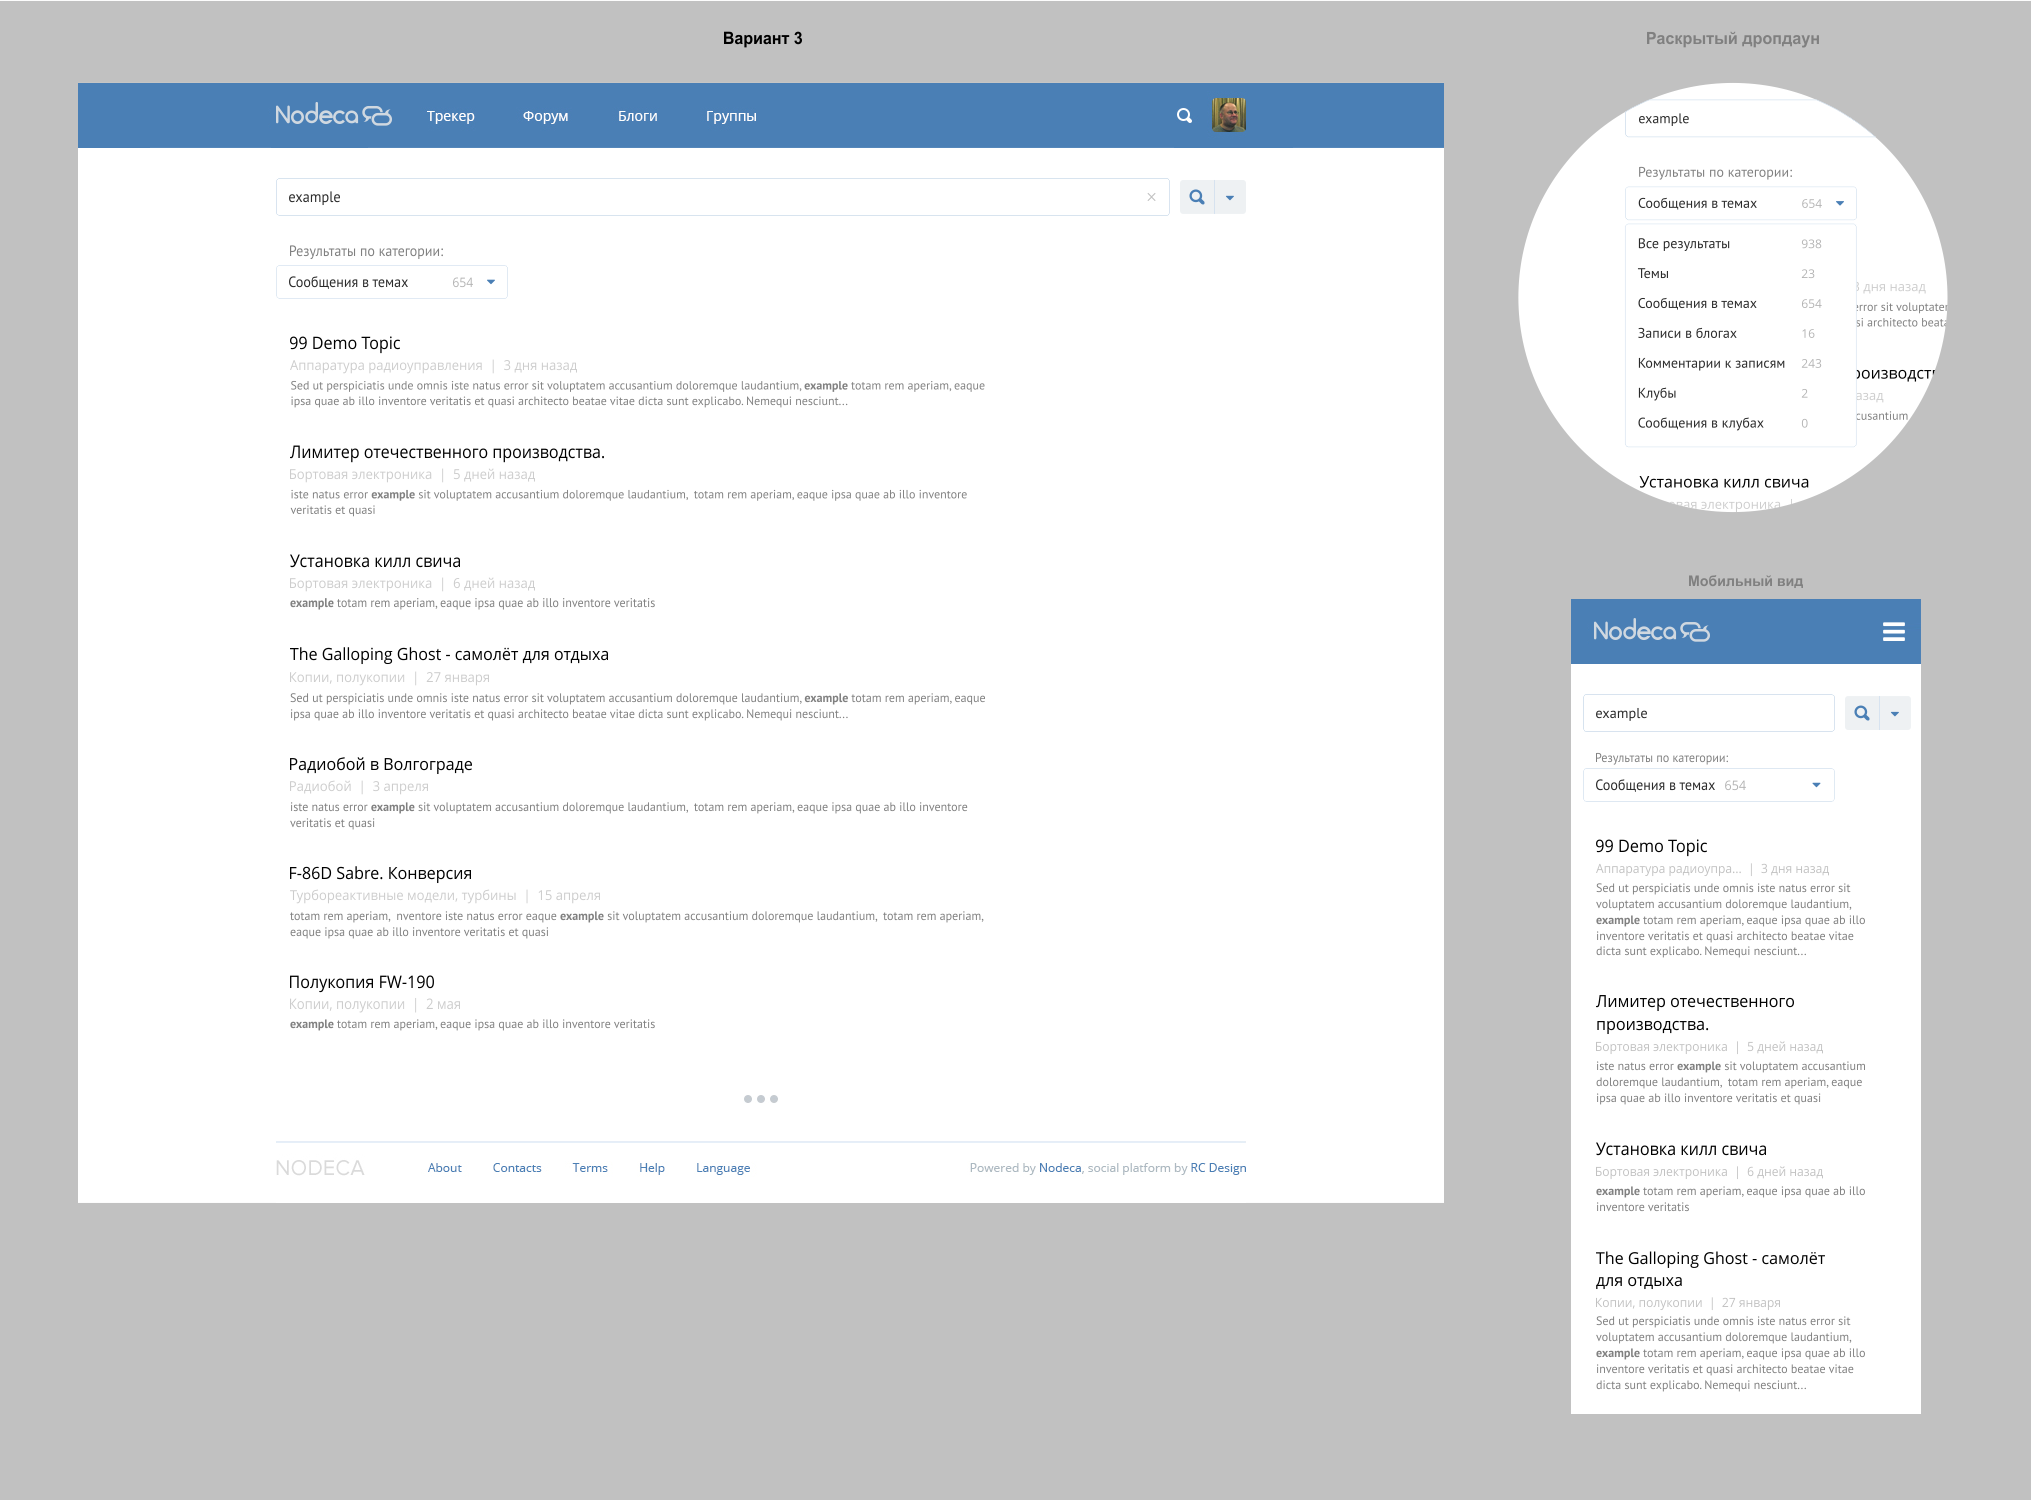 Вариант 3
Nodeca
Трекер
Форум
Блоги
Группы
example
Результаты по категории:
Сообщения в темах 654
99 Demo Topic
Аппаратура радиоуправления | 3 дня назад
Sed ut perspiciatis unde omnis iste natus error sit voluptatem accusantium doloremque laudantium, example totam rem aperiam, eaque
ipsa quae ab illo inventore veritatis et quasi architecto beatae vitae dicta sunt explicabo. Nemequi nesciunt...
Лимитер отечественного производства.
Бортовая электроника | 5 дней назад
iste natus error example sit voluptatem accusantium doloremque laudantium, totam rem aperiam, eaque ipsa quae ab illo inventore
veritatis et quasi
Установка килл свича
Бортовая электроника | 6 дней назад
example totam rem aperiam, eaque ipsa quae ab illo inventore veritatis
The Galloping Ghost - самолёт для отдыха
Копии, полукопии | 27 января
Sed ut perspiciatis unde omnis iste natus error sit voluptatem accusantium doloremque laudantium, example totam rem aperiam, eaque
ipsa quae ab illo inventore veritatis et quasi architecto beatae vitae dicta sunt explicabo. Nemequi nesciunt...
Радиобой в Волгограде
Радиобой | 3 апреля
iste natus error example sit voluptatem accusantium doloremque laudantium, totam rem aperiam, eaque ipsa quae ab illo inventore
veritatis et quasi
F-86D Sabre. Конверсия
Турбореактивные модели, турбины | 15 апреля
totam rem aperiam, nventore iste natus error eaque example sit voluptatem accusantium doloremque laudantium, totam rem aperiam,
eaque ipsa quae ab illo inventore veritatis et quasi
Полукопия FW-190
Копии, полукопии | 2 мая
example totam rem aperiam, eaque ipsa quae ab illo inventore veritatis
NODECA
About
Contacts
Terms
Help
Language
Powered by Nodeca, social platform by RC Design
Раскрытый дропдаун
example
Результаты по категории:
Сообщения в темах 654
Все результаты 938
Темы 23
Сообщения в темах 654
Записи в блогах 16
Комментарии к записям 243
Клубы 2
Сообщения в клубах 0
дня назад
error sit voluptate
si architecto beata
роизводст
азад
cusantium
Установка килл свича
вая электроника |
Мобильный вид
Nodeca
example
Результаты по категории:
Сообщения в темах 654
99 Demo Topic
Аппаратура радиоупра... | 3 дня назад
Sed ut perspiciatis unde omnis iste natus error sit
voluptatem accusantium doloremque laudantium,
example totam rem aperiam, eaque ipsa quae ab illo
inventore veritatis et quasi architecto beatae vitae
dicta sunt explicabo. Nemequi nesciunt...
Лимитер отечественного
производства.
Бортовая электроника | 5 дней назад
iste natus error example sit voluptatem accusantium
doloremque laudantium, totam rem aperiam, eaque
ipsa quae ab illo inventore veritatis et quasi
Установка килл свича
Бортовая электроника | 6 дней назад
example totam rem aperiam, eaque ipsa quae ab illo
inventore veritatis
The Galloping Ghost - самолёт
для отдыха
Копии, полукопии | 27 января
Sed ut perspiciatis unde omnis iste natus error sit
voluptatem accusantium doloremque laudantium,
example totam rem aperiam, eaque ipsa quae ab illo
inventore veritatis et quasi architecto beatae vitae
dicta sunt explicabo. Nemequi nesciunt...